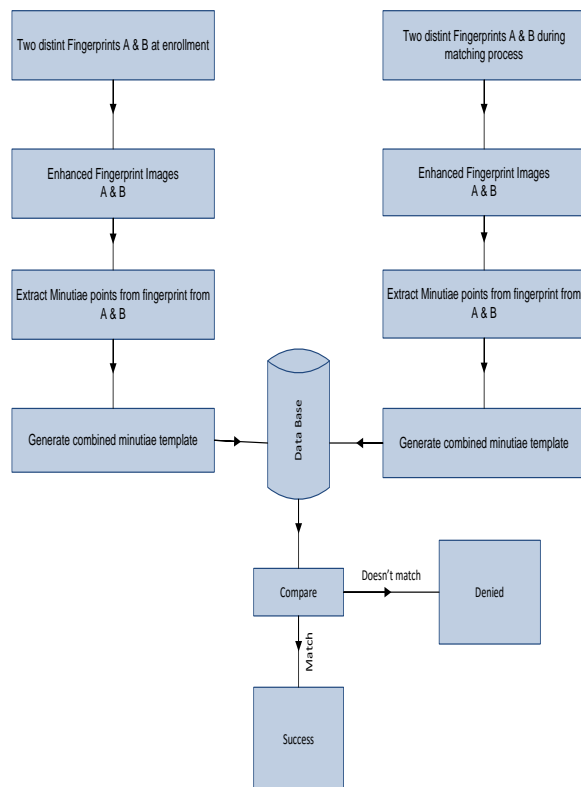 Two distint Fingerprints A & B at enrollment
Enhanced Fingerprint Images
A & B
Extract Minutiae points from fingerprint from
A & B
Generate combined minutiae template
Two distint Fingerprints A & B during
matching process
Enhanced Fingerprint Images
A & B
Extract Minutiae points from fingerprint from
A & B
Generate combined minutiae template
Data Base
Compare
Doesn't match
Denied
Match
Success